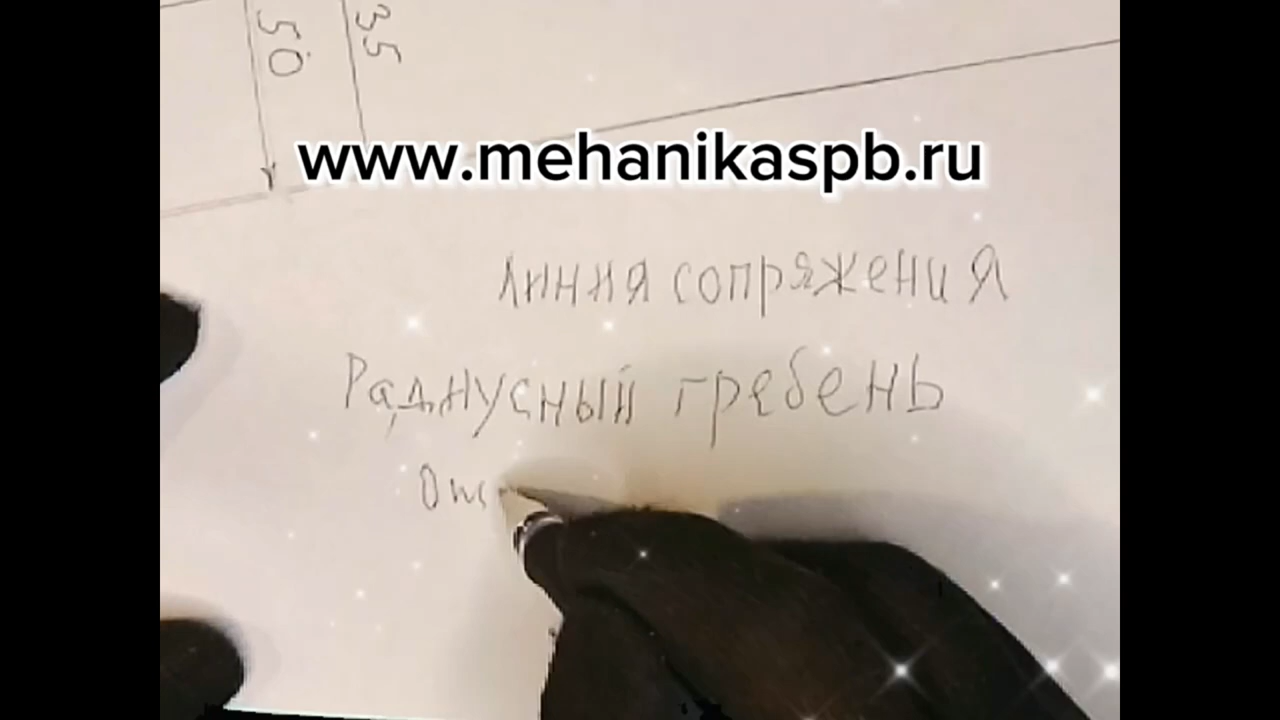 35
50
www.mehanikaspb.ru
линия сопряжения
Радиусный гребень